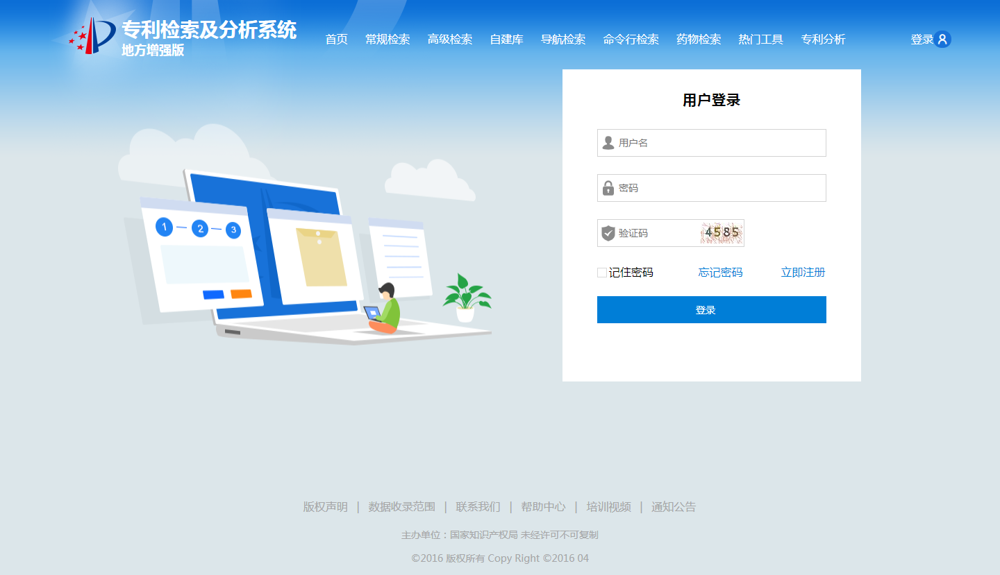 专利检索及分析系统
地方增强版
首页 常规检索 高级检索 自建库 导航检索 命令行检索 药物检索 热门工具 专利分析 登录
用户登录
用户名
密码
验证码 4585
记住密码 忘记密码 立即注册
登录
1 2 3
版权声明 | 数据收录范围 | 联系我们 | 帮助中心 | 培训视频 | 通知公告
主办单位：国家知识产权局 未经许可不可复制
©2016 版权所有 Copy Right ©2016 04